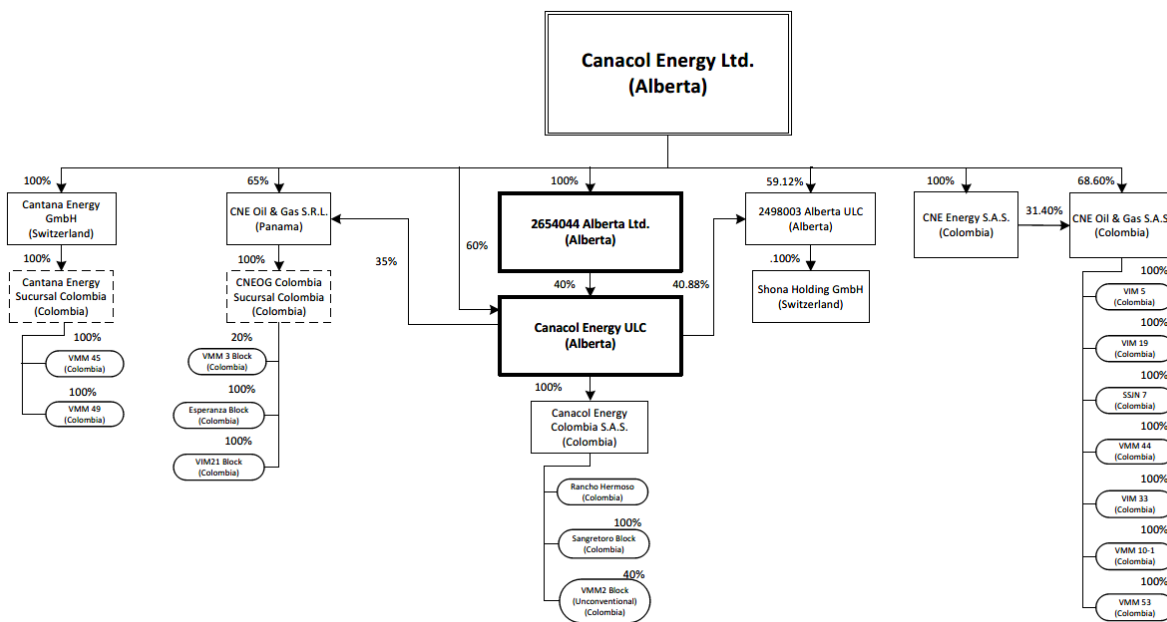 Canacol Energy Ltd.
(Alberta)
100%
65%
100%
59.12%
100%
68.60%
Cantana Energy
GmbH
(Switzerland)
CNE Oil & Gas S.R.L.
(Panama)
2654044 Alberta Ltd.
(Alberta)
2498003 Alberta ULC
(Alberta)
CNE Energy S.A.S.
(Colombia)
31.40%
CNE Oil & Gas S.A.S.
(Colombia)
60%
35%
100%
100%
40%
40.88%
.100%
100%
Cantana Energy
Sucursal Colombia
(Colombia)
CNEOG Colombia
Sucursal Colombia
(Colombia)
Canacol Energy ULC
(Alberta)
Shona Holding GmbH
(Switzerland)
100%
VMM 45
(Colombia)
100%
VMM 49
(Colombia)
20%
VMM 3 Block
(Colombia)
100%
Esperanza Block
(Colombia)
100%
VIM21 Block
(Colombia)
100%
Canacol Energy
Colombia S.A.S.
(Colombia)
Rancho Hermoso
(Colombia)
100%
Sangretoro Block
(Colombia)
40%
VMM2 Block
(Unconventional)
(Colombia)
VIM 5
(Colombia)
100%
VIM 19
(Colombia)
100%
SSJN 7
(Colombia)
100%
VMM 44
(Colombia)
100%
VIM 33
(Colombia)
100%
VMM 10-1
(Colombia)
100%
VMM 53
(Colombia)